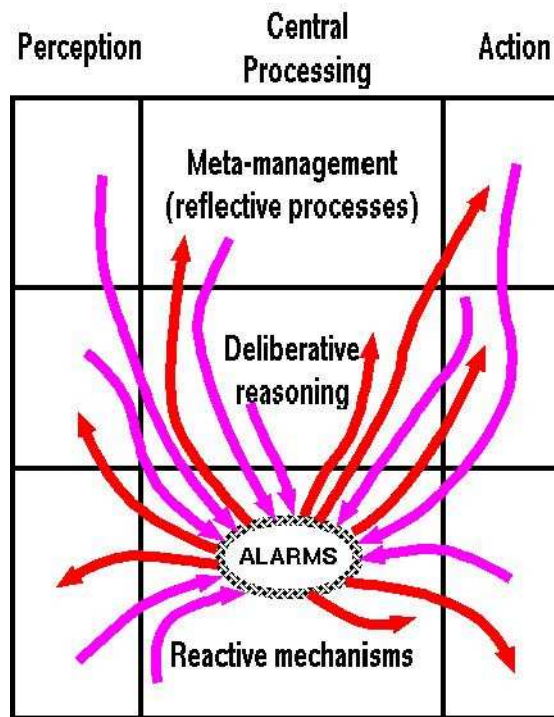 Perception
Central
Processing
Action
Meta-management
(reflective processes)
Deliberative
reasoning
ALARMS
Reactive mechanisms